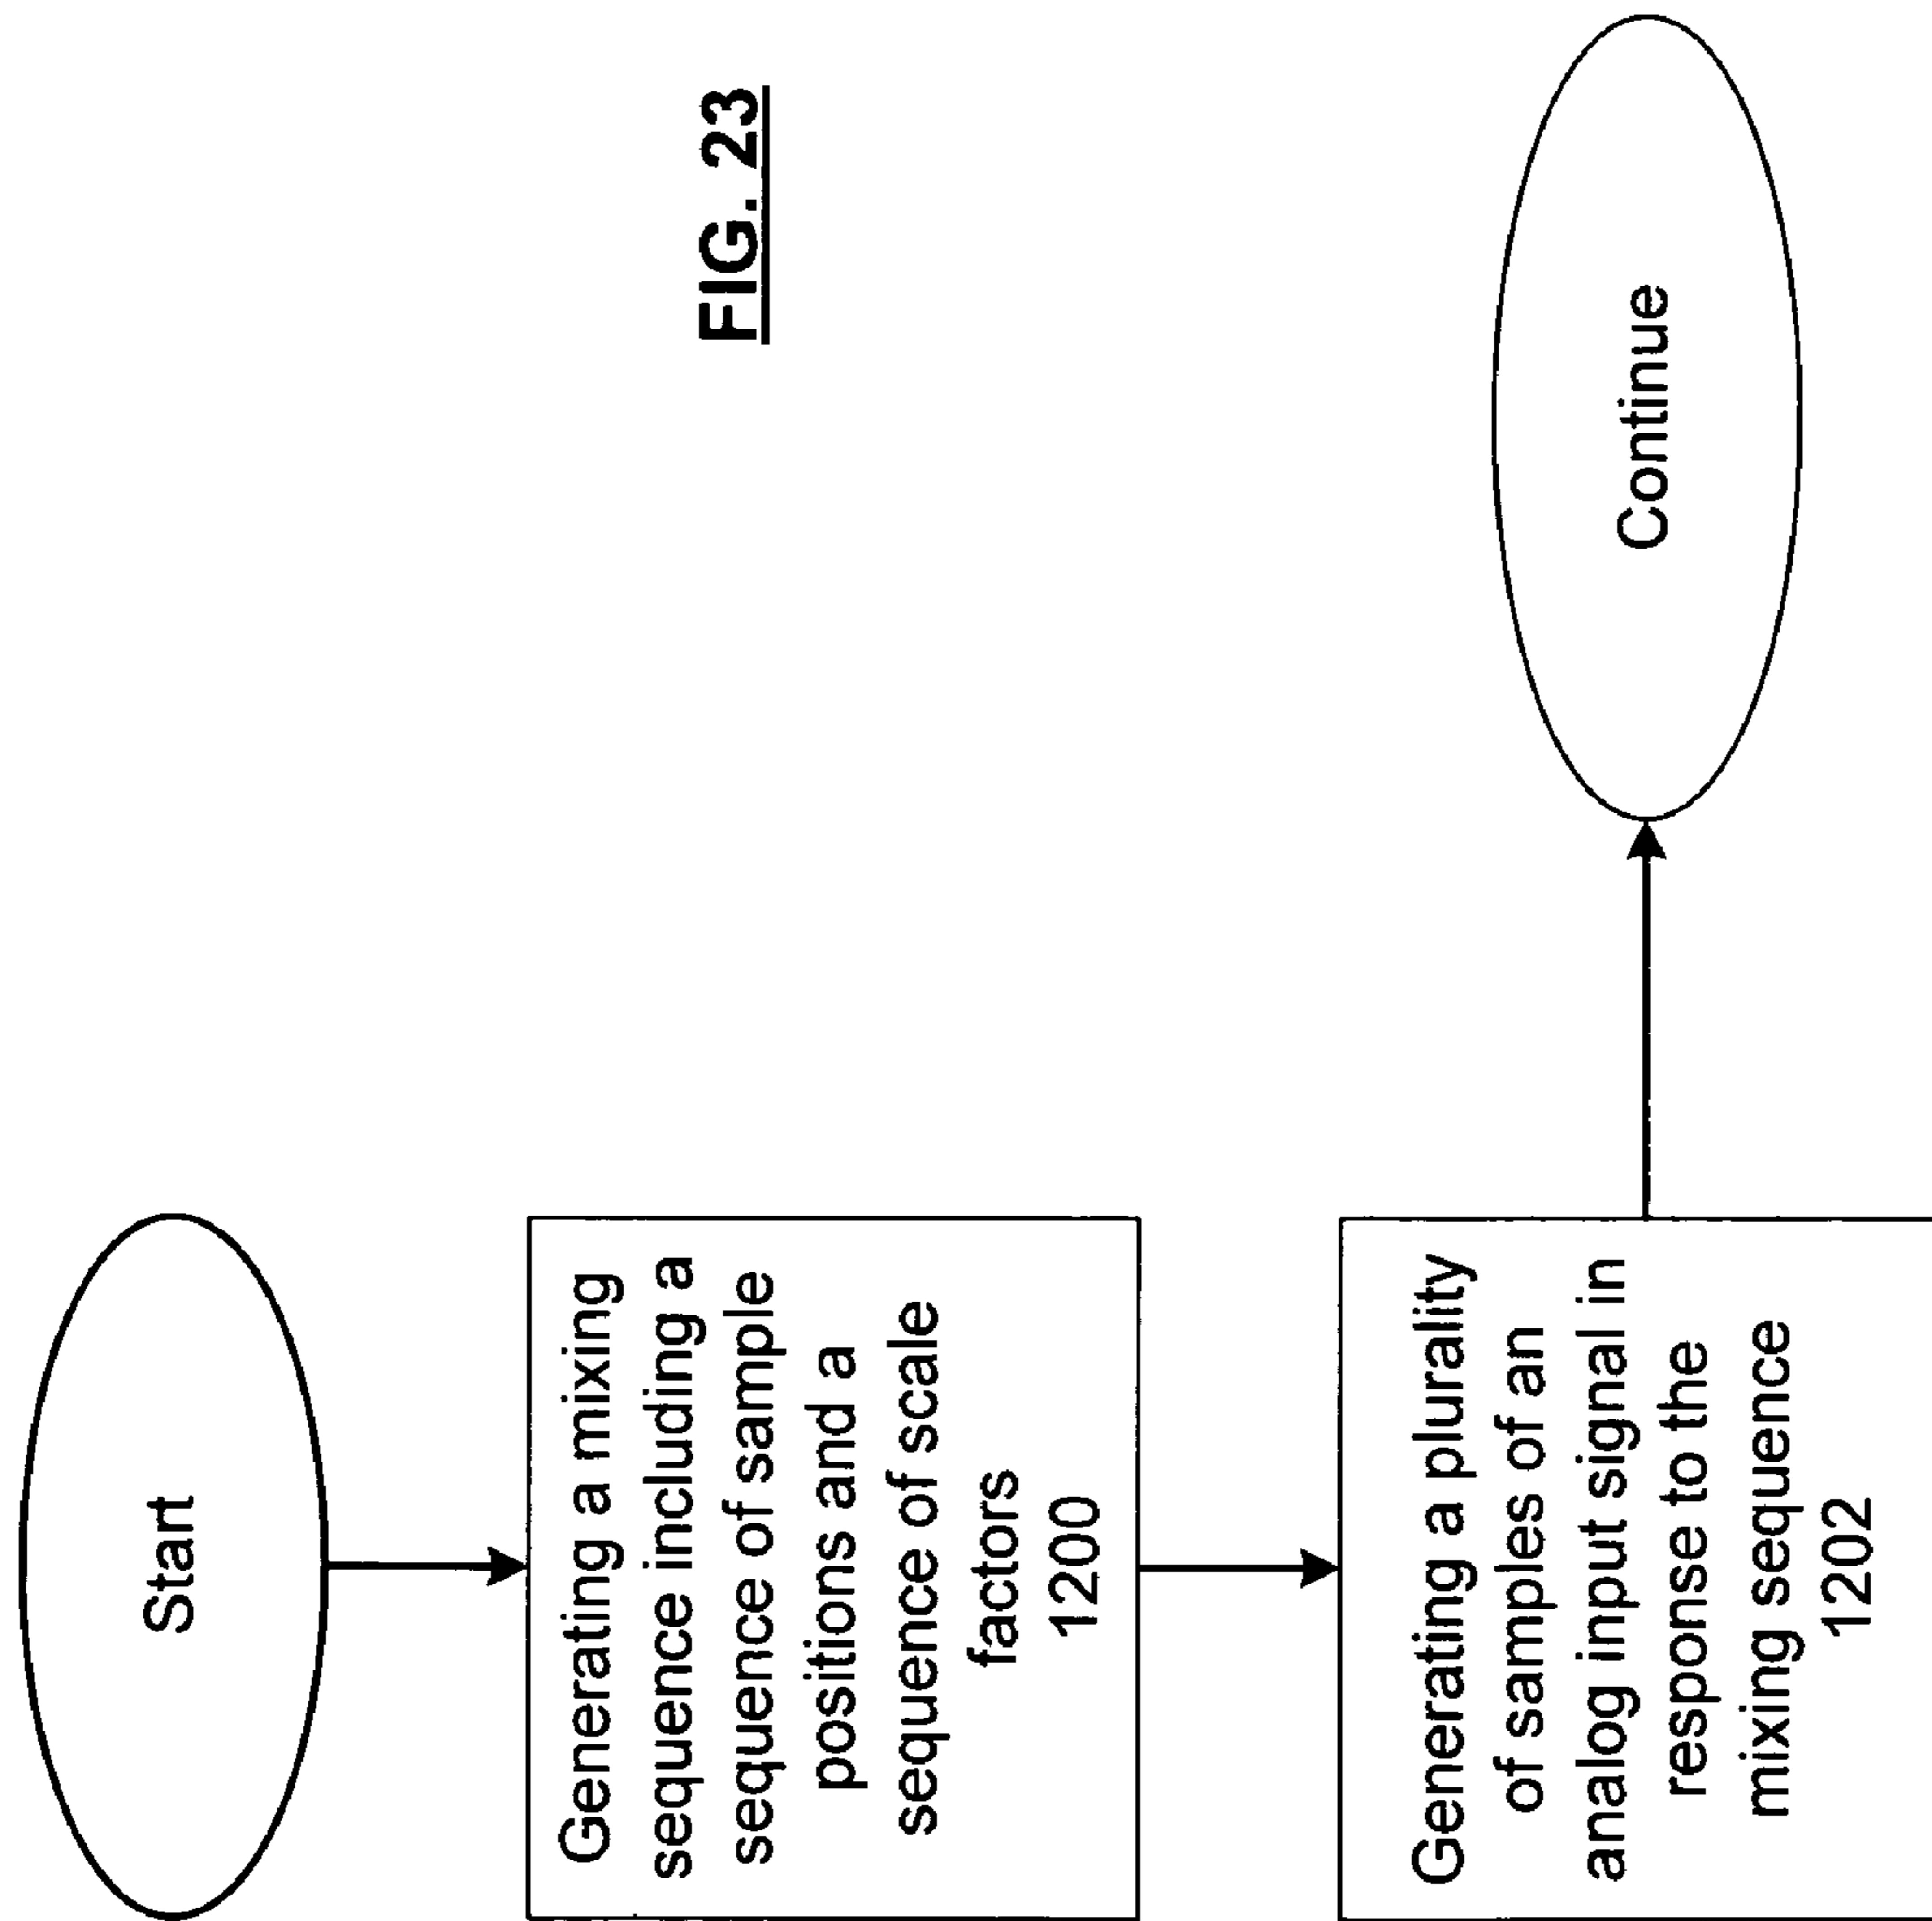 Start
Generating a mixing
sequence including a
sequence of sample
positions and a
sequence of scale
factors
1200
Generating a plurality
of samples of an
analog input signal in
response to the
mixing sequence
1202
Continue
FIG. 23